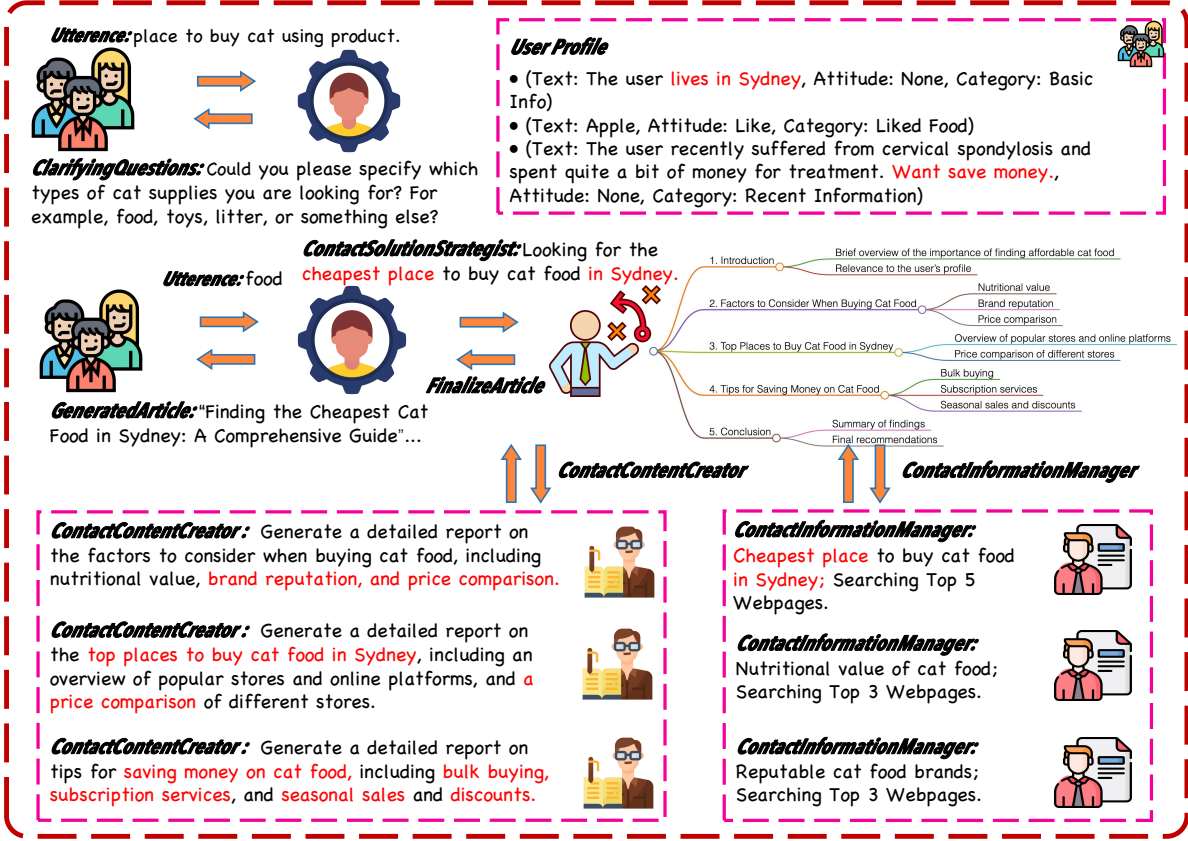 Utterence: place to buy cat using product.
ClarifyingQuestions: Could you please specify which
types of cat supplies you are looking for? For
example, food, toys, litter, or something else?
User Profile
• (Text: The user lives in Sydney, Attitude: None, Category: Basic
Info)
• (Text: Apple, Attitude: Like, Category: Liked Food)
• (Text: The user recently suffered from cervical spondylosis and
spent quite a bit of money for treatment. Want save money.,
Attitude: None, Category: Recent Information)
Utterence: food
ContactSolutionStrategist: Looking for the
cheapest place to buy cat food in Sydney.
FinalizeArticle
GeneratedArticle: “Finding the Cheapest Cat
Food in Sydney: A Comprehensive Guide”...
1. Introduction
Brief overview of the importance of finding affordable cat food
Relevance to the user's profile
2. Factors to Consider When Buying Cat Food
Nutritional value
Brand reputation
Price comparison
3. Top Places to Buy Cat Food in Sydney
Overview of popular stores and online platforms
Price comparison of different stores
4. Tips for Saving Money on Cat Food
Bulk buying
Subscription services
Seasonal sales and discounts
5. Conclusion
Summary of findings
Final recommendations
ContactContentCreator
ContactInformationManager
ContactContentCreator: Generate a detailed report on
the factors to consider when buying cat food, including
nutritional value, brand reputation, and price comparison.
ContactContentCreator: Generate a detailed report on
the top places to buy cat food in Sydney, including an
overview of popular stores and online platforms, and a
price comparison of different stores.
ContactContentCreator: Generate a detailed report on
tips for saving money on cat food, including bulk buying,
subscription services, and seasonal sales and discounts.
ContactInformationManager:
Cheapest place to buy cat food
in Sydney; Searching Top 5
Webpages.
ContactInformationManager:
Nutritional value of cat food;
Searching Top 3 Webpages.
ContactInformationManager:
Reputable cat food brands;
Searching Top 3 Webpages.